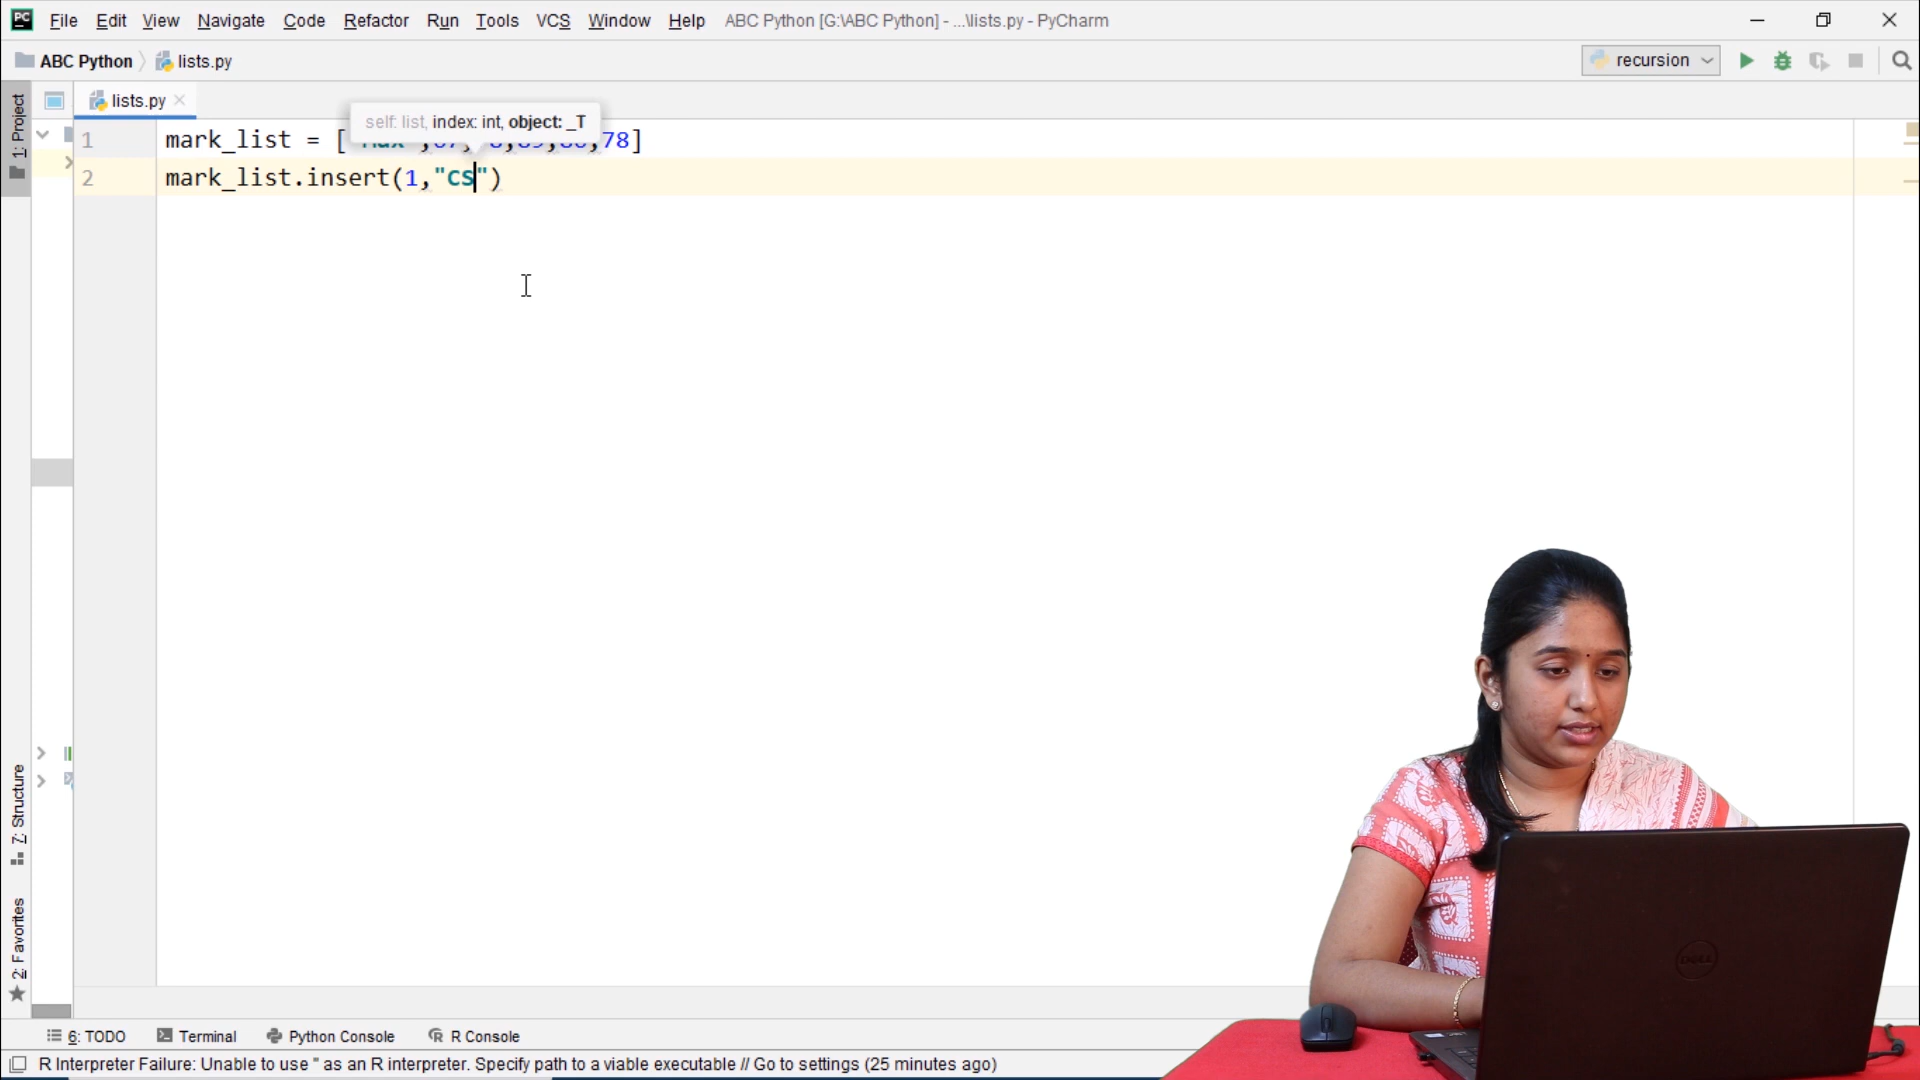 PC File Edit View Navigate Code Refactor Run Tools VCS Window Help ABC Python [G:\ABC Python] - ...\lists.py - PyCharm
ABC Python lists.py recursion
1: Project lists.py
self: list, index: int, object: _T
1 mark_list = [ ,78]
2 mark_list.insert(1,"CS")
7: Structure
2: Favorites
DELL
6: TODO Terminal Python Console R Console
R Interpreter Failure: Unable to use '' as an R interpreter. Specify path to a viable executable // Go to settings (25 minutes ago)